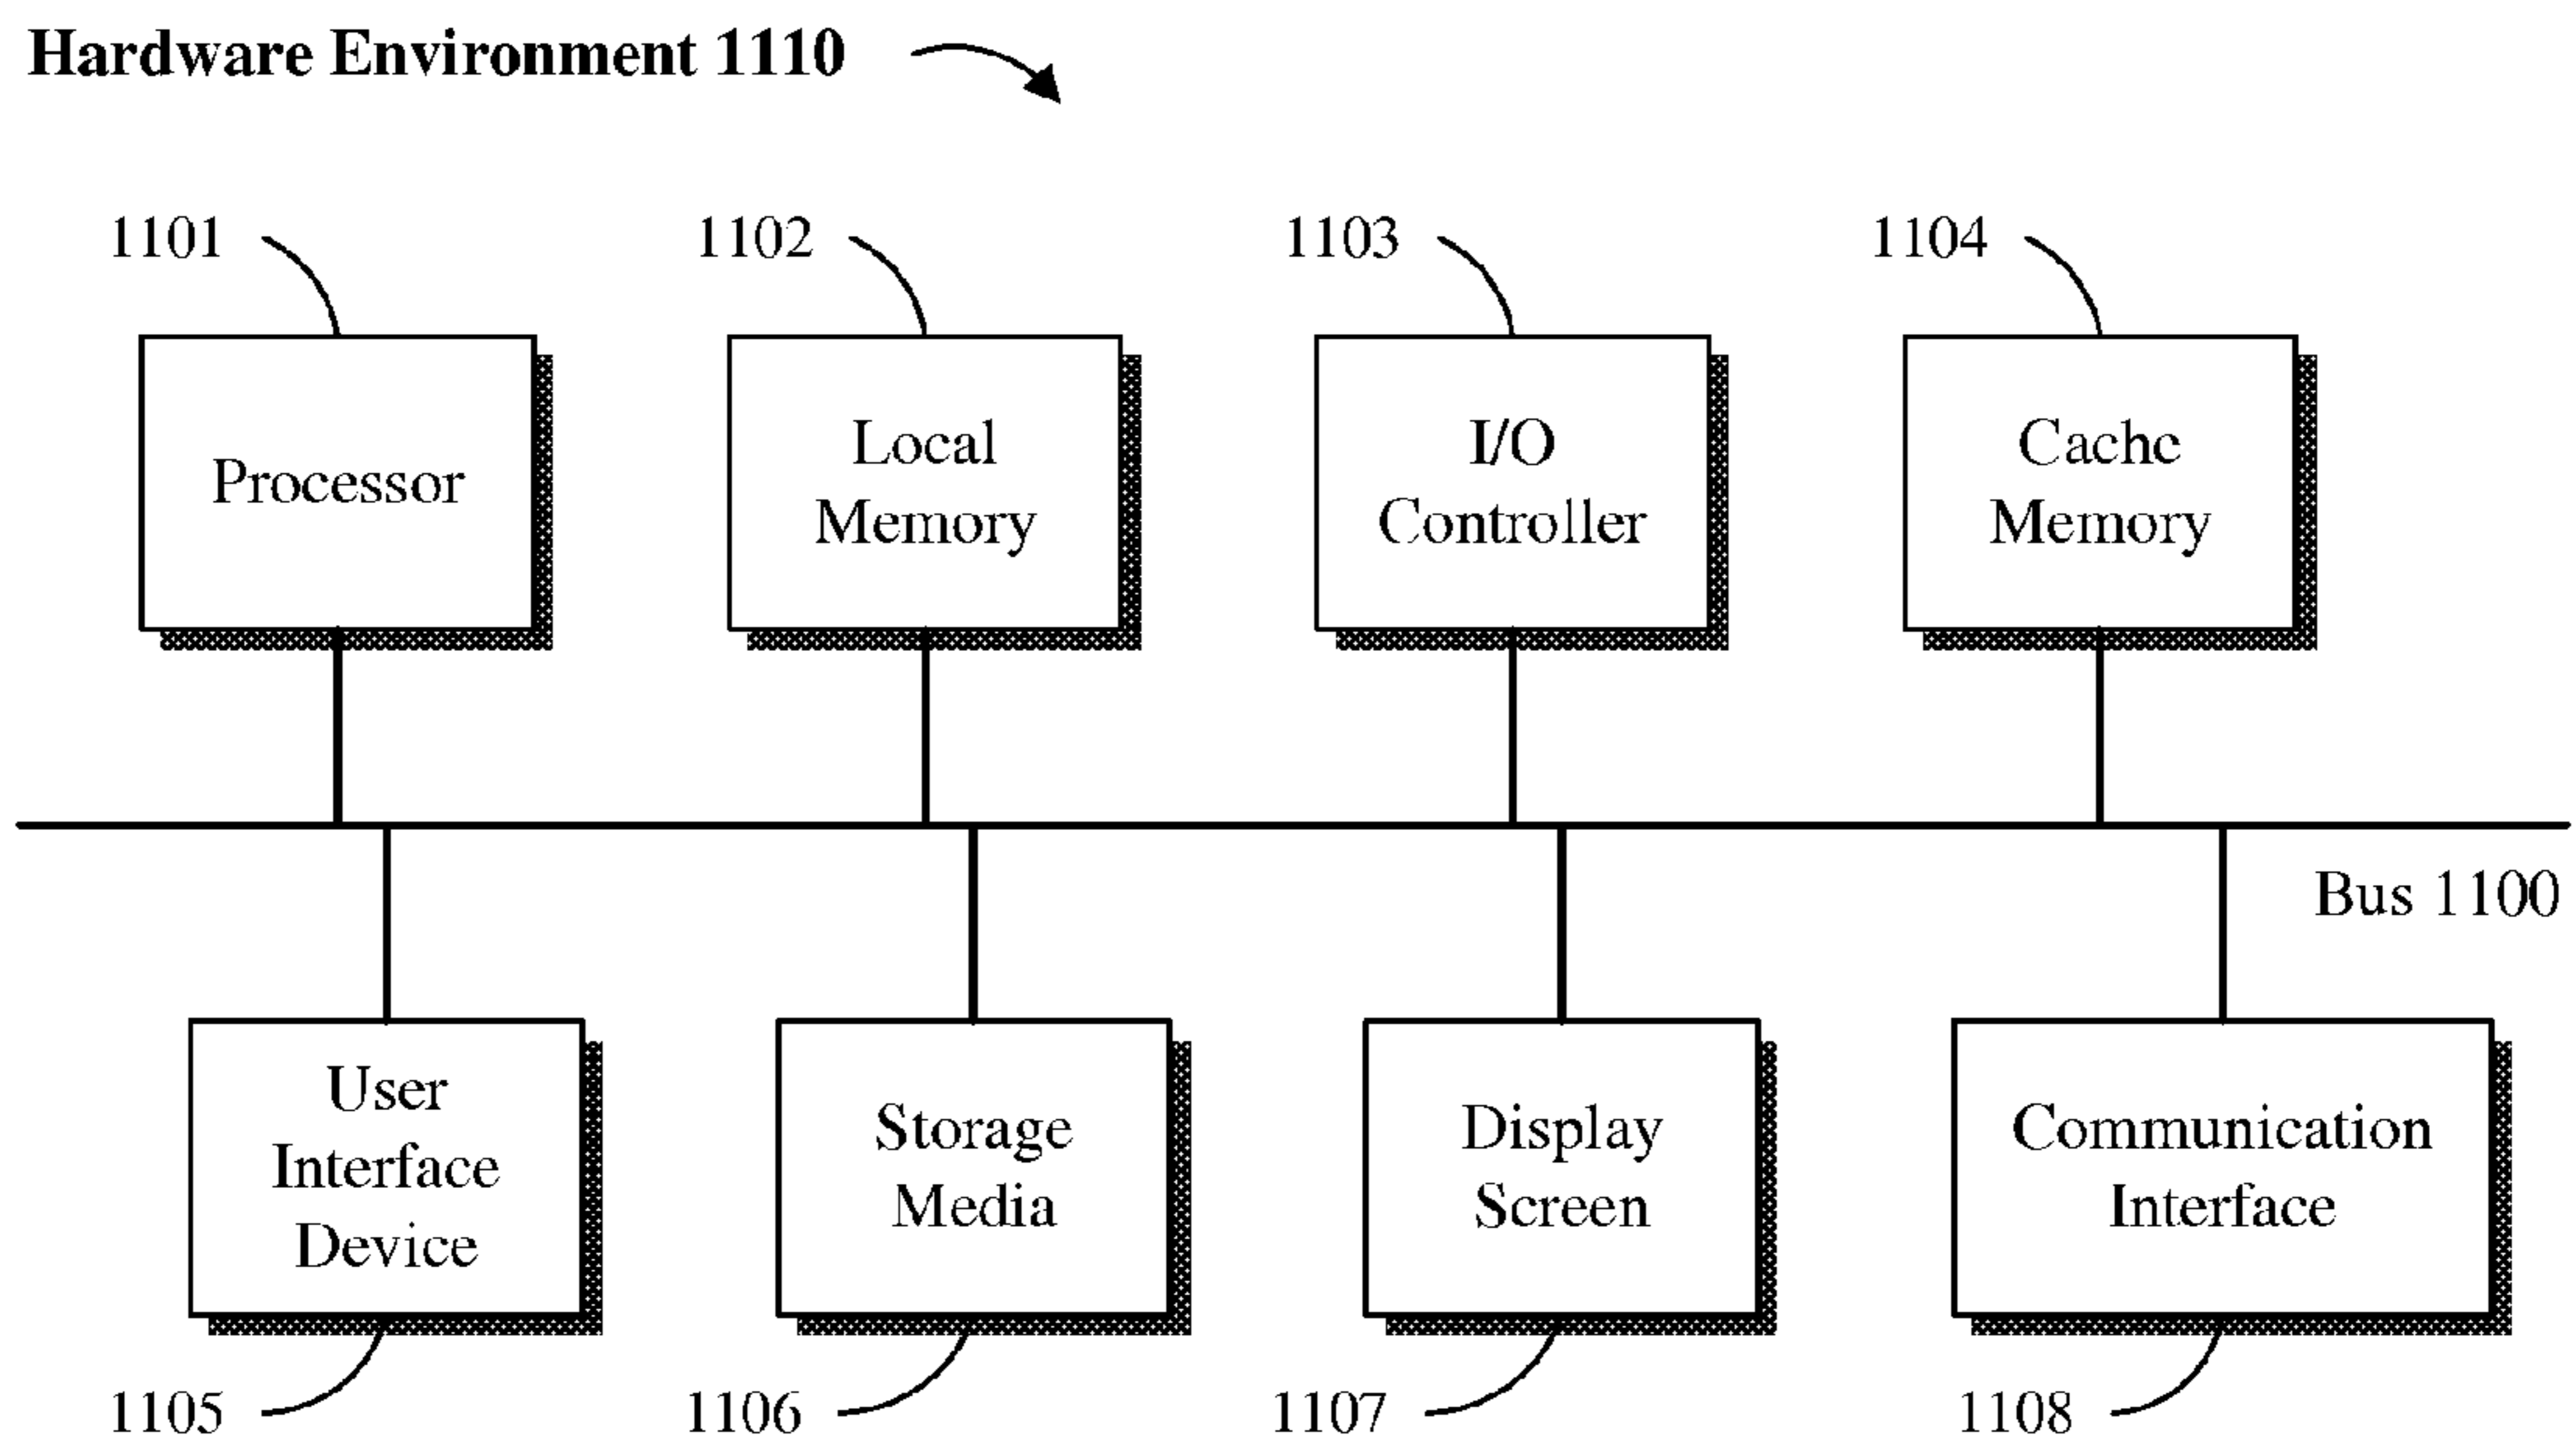 Hardware Environment 1110
1101
1102
1103
1104
Processor
Local
Memory
I/O
Controller
Cache
Memory
Bus 1100
User
Interface
Device
Storage
Media
Display
Screen
Communication
Interface
1105
1106
1107
1108